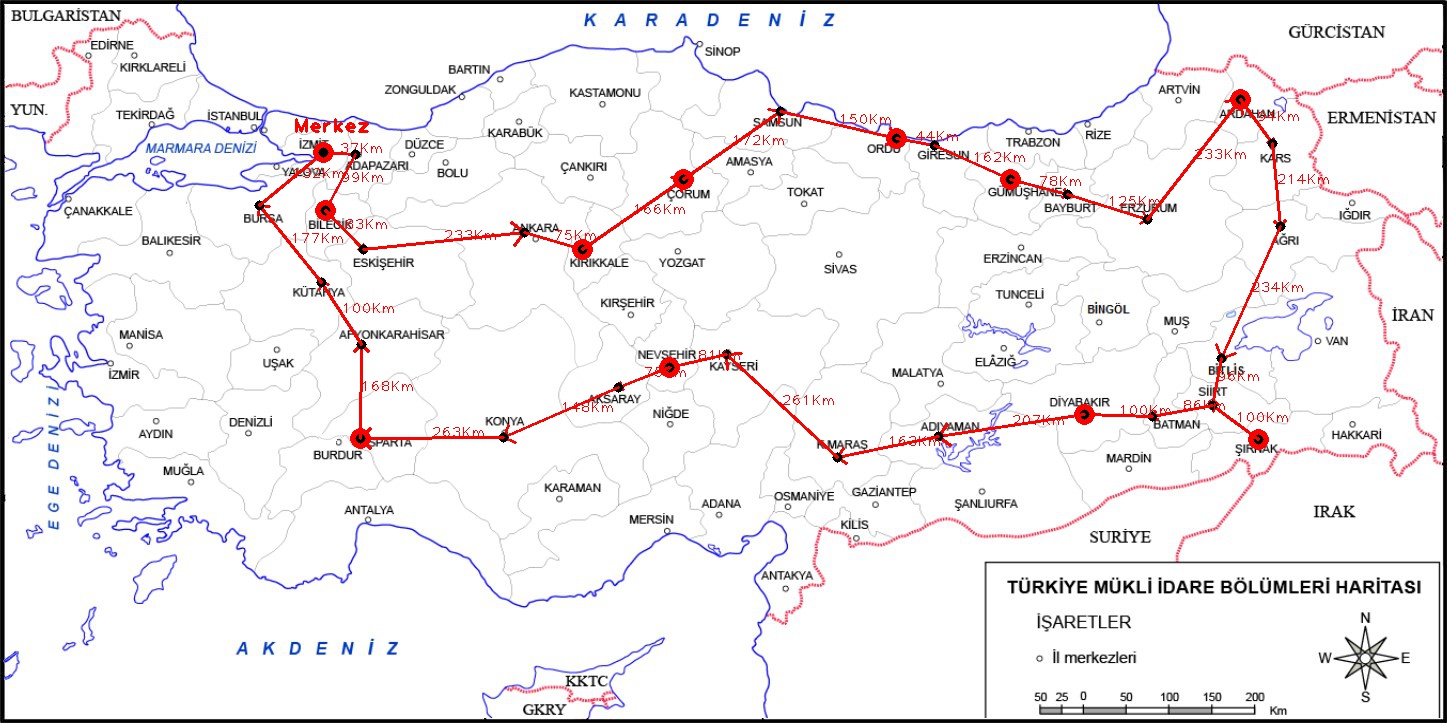 BULGARİSTAN
K A R A D E N İ Z
GÜRCİSTAN
EDİRNE
KIRKLARELİ
SİNOP
BARTIN
ZONGULDAK
KASTAMONU
ARTVİN
YUN.
TEKİRDAĞ
İSTANBUL
Merkez
KARABÜK
SAMSUN
150Km
ARDAHAN
ERMENİSTAN
MARMARA DENİZİ
37Km
DÜZCE
72Km
ORDU
44Km
GİRESUN
TRABZON
RİZE
YALOVA
ADAPAZARI
BOLU
ÇANKIRI
AMASYA
162Km
233Km
KARS
99Km
ÇORUM
TOKAT
GÜMÜŞHANE
78Km
214Km
ÇANAKKALE
BURSA
BİLECİK
166Km
BAYBURT
125Km
ERZURUM
IĞDIR
BALIKESİR
177Km
83Km
233Km
ANKARA
75Km
AĞRI
ESKİŞEHİR
KIRIKKALE
YOZGAT
SİVAS
ERZİNCAN
KÜTAHYA
100Km
KIRŞEHİR
TUNCELİ
BİNGÖL
234Km
İRAN
MANİSA
AFYONKARAHİSAR
MUŞ
VAN
UŞAK
NEVŞEHİR
KAYSERİ
ELÂZIĞ
BİTLİS
İZMİR
MALATYA
96Km
168Km
AKSARAY
148Km
261Km
SİİRT
86Km
EGE DENİZİ
NİĞDE
DİYABAKIR
100Km
100Km
AYDIN
DENİZLİ
263Km
KONYA
207Km
BATMAN
ISPARTA
K.MARAŞ
163Km
ADIYAMAN
ŞIRNAK
HAKKARİ
BURDUR
MARDİN
MUĞLA
KARAMAN
OSMANİYE
GAZİANTEP
ŞANLIURFA
ANTALYA
MERSİN
ADANA
KİLİS
SURİYE
IRAK
ANTAKYA
TÜRKİYE MÜKLİ İDARE BÖLÜMLERİ HARİTASI
İŞARETLER
İl merkezleri
N
W
E
S
A K D E N İ Z
KKTC
GKRY
50 25 0 50 100 150 200
Km